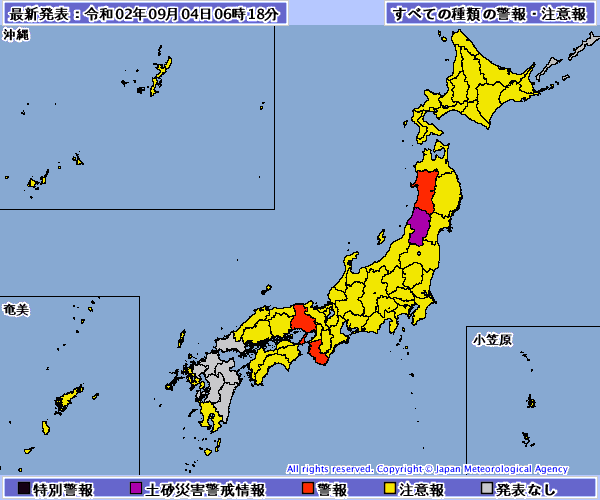 最新発表：令和02年09月04日06時18分
すべての種類の警報・注意報
沖縄
奄美
小笠原
All rights reserved. Copyright © Japan Meteorological Agency
特別警報 土砂災害警戒情報 警報 注意報 発表なし